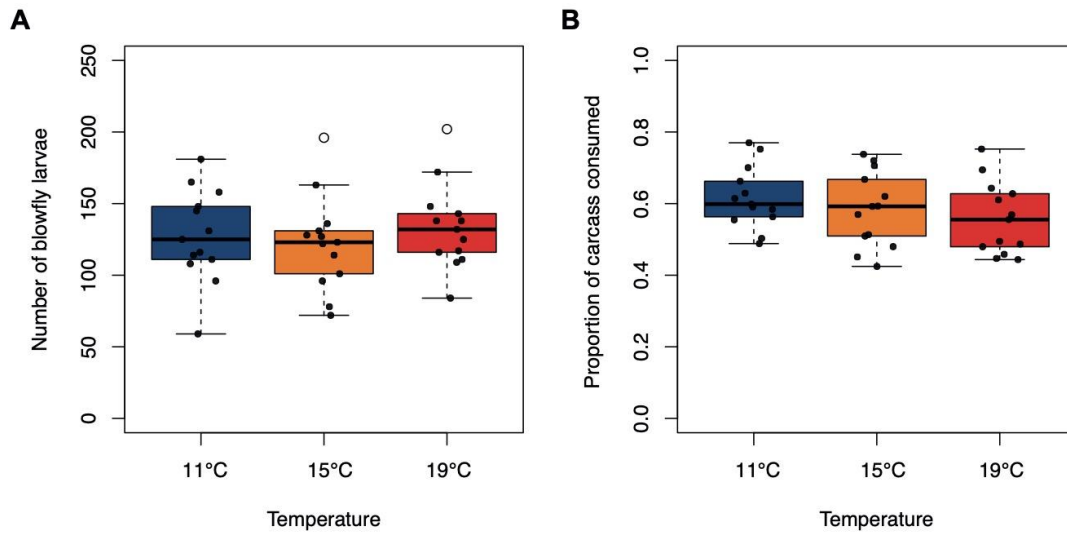 A
Number of blowfly larvae
250
200
150
100
50
0
11°C 15°C 19°C
Temperature
B
Proportion of carcass consumed
1.0
0.8
0.6
0.4
0.2
0.0
11°C 15°C 19°C
Temperature